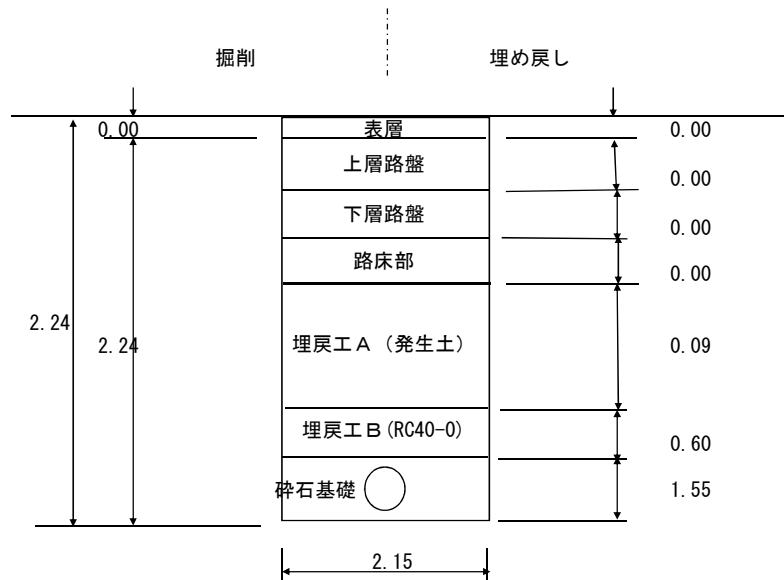 掘削 埋め戻し
0.00 表層 0.00
上層路盤 0.00
下層路盤 0.00
路床部 0.00
2.24 2.24 埋戻工A（発生土） 0.09
埋戻工B(RC40-0) 0.60
砕石基礎 1.55
2.15